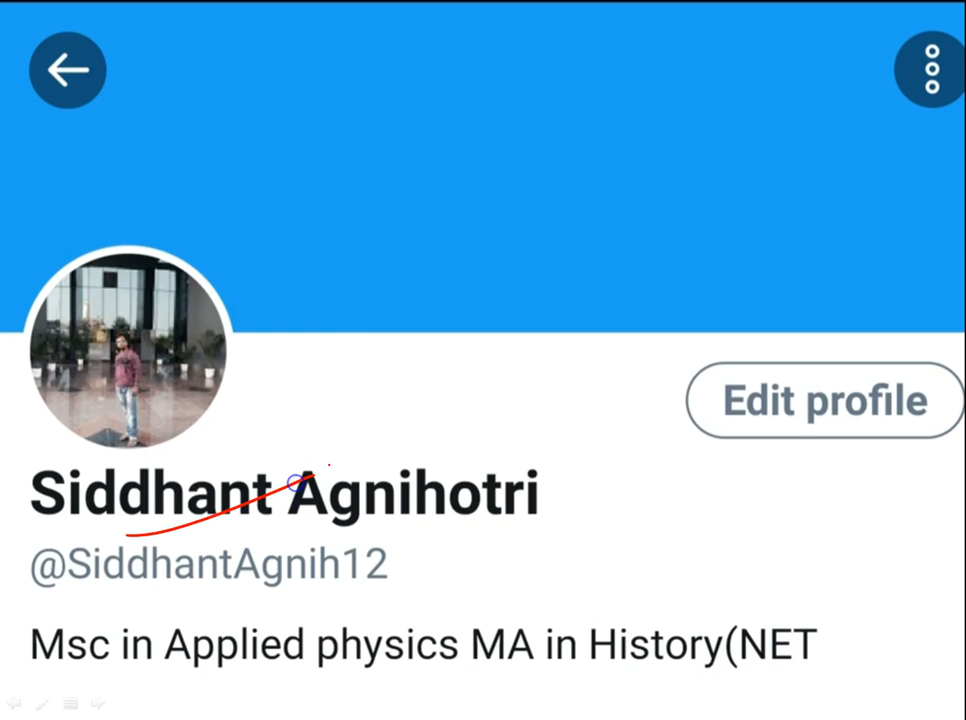 Edit profile
Siddhant Agnihotri
@SiddhantAgnih12
Msc in Applied physics MA in History(NET